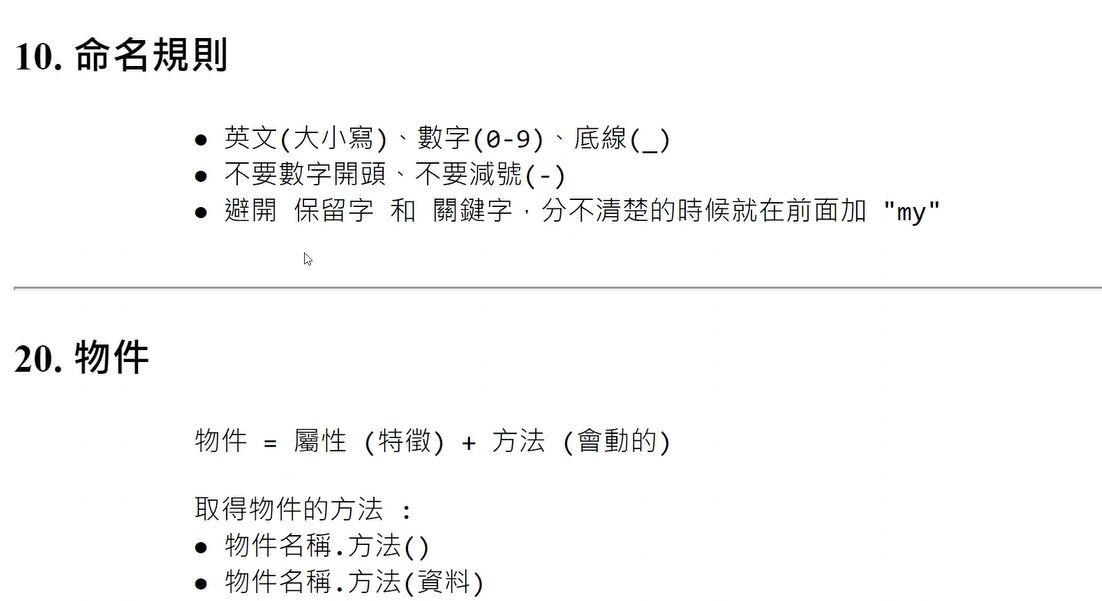 10. 命名規則
● 英文(大小寫)、數字(0-9)、底線(_)
● 不要數字開頭、不要減號(-)
● 避開 保留字 和 關鍵字，分不清楚的時候就在前面加 "my"
20. 物件
物件 = 屬性 (特徵) + 方法 (會動的)
取得物件的方法 :
● 物件名稱.方法()
● 物件名稱.方法(資料)